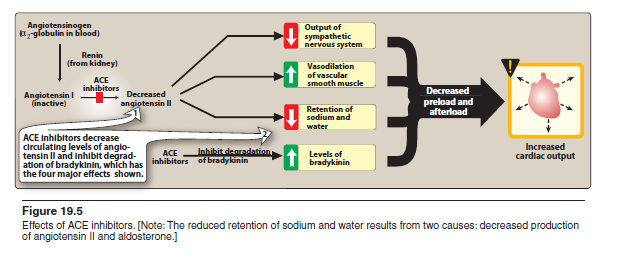 Angiotensinogen
(α2-globulin in blood)
Renin
(from kidney)
ACE
inhibitors
Angiotensin I
(inactive)
Decreased
angiotensin II
1
ACE inhibitors decrease
circulating levels of angio-
tensin II and inhibit degrad-
ation of bradykinin, which has
the four major effects shown.
2
ACE
inhibitors
Inhibit degradation
of bradykinin
Output of
sympathetic
nervous system
Vasodilation
of vascular
smooth muscle
Retention of
sodium and
water
Levels of
bradykinin
Decreased
preload and
afterload
!
Increased
cardiac output
Figure 19.5
Effects of ACE inhibitors. [Note: The reduced retention of sodium and water results from two causes: decreased production
of angiotensin II and aldosterone.]